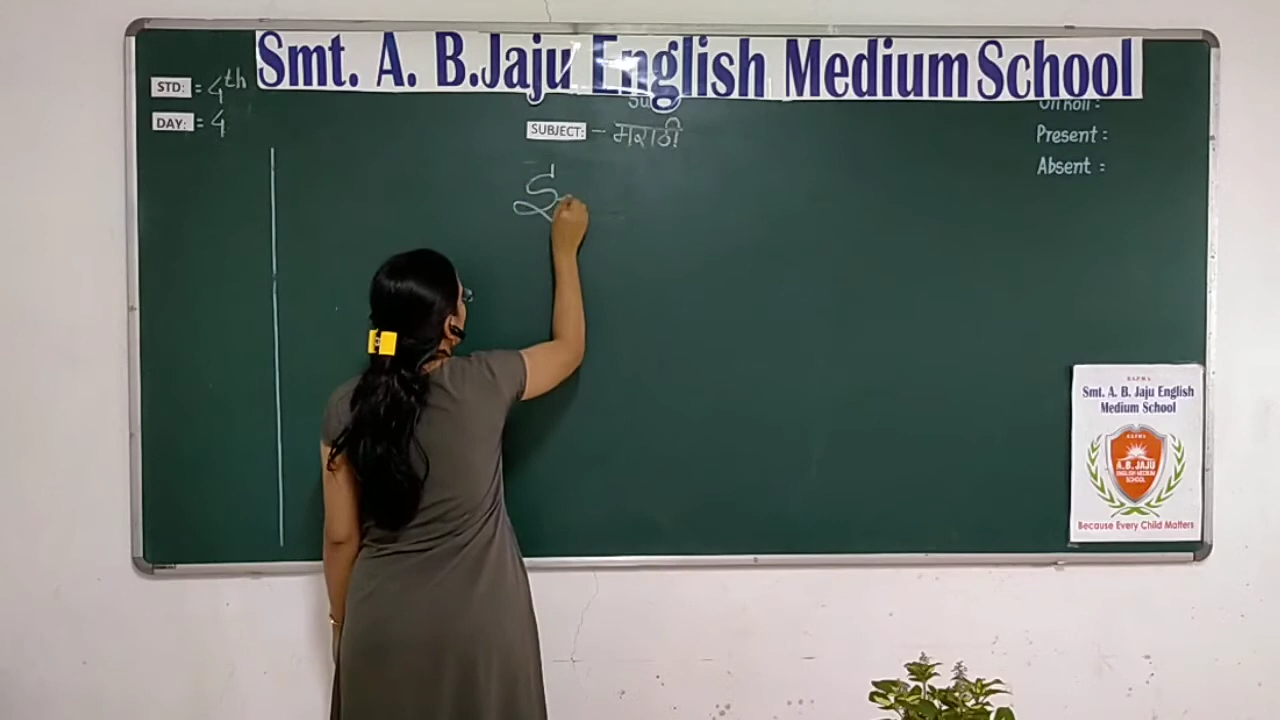 Smt. A. B. Jaju English Medium School
STD: = 4th
DAY: = 4
SUBJECT: - मराठी
On roll :
Present :
Absent :
Smt. A. B. Jaju English
Medium School
A. B. JAJU
ENGLISH MEDIUM
SCHOOL
Because Every Child Matters